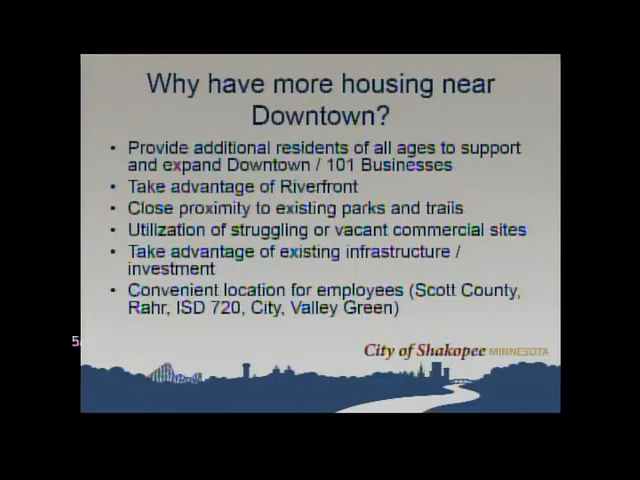 Why have more housing near
Downtown?
• Provide additional residents of all ages to support
and expand Downtown / 101 Businesses
• Take advantage of Riverfront
• Close proximity to existing parks and trails
• Utilization of struggling or vacant commercial sites
• Take advantage of existing infrastructure /
investment
• Convenient location for employees (Scott County,
Rahr, ISD 720, City, Valley Green)
City of Shakopee MINNESOTA